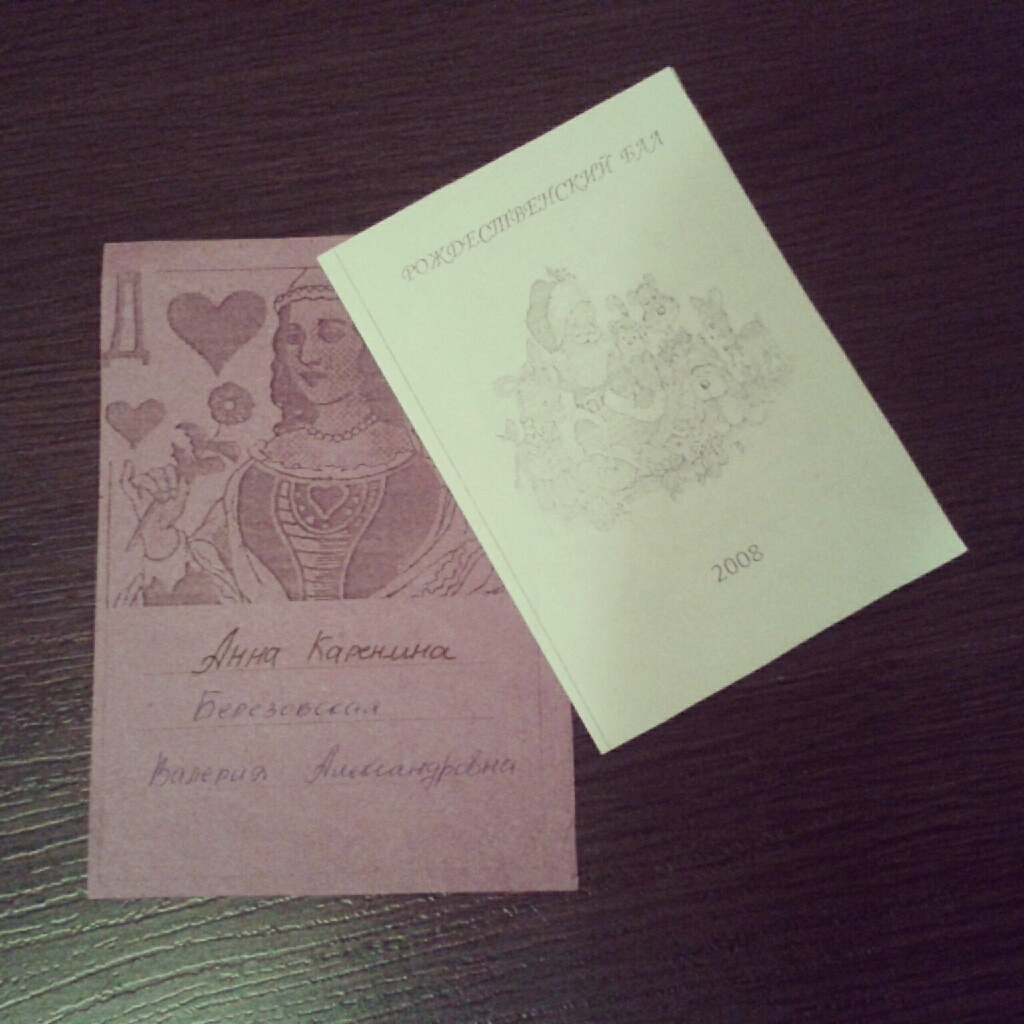 РОЖДЕСТВЕНСКИЙ БАЛ
2008
Д
Анна Каренина
Березовская
Валерия Александровна